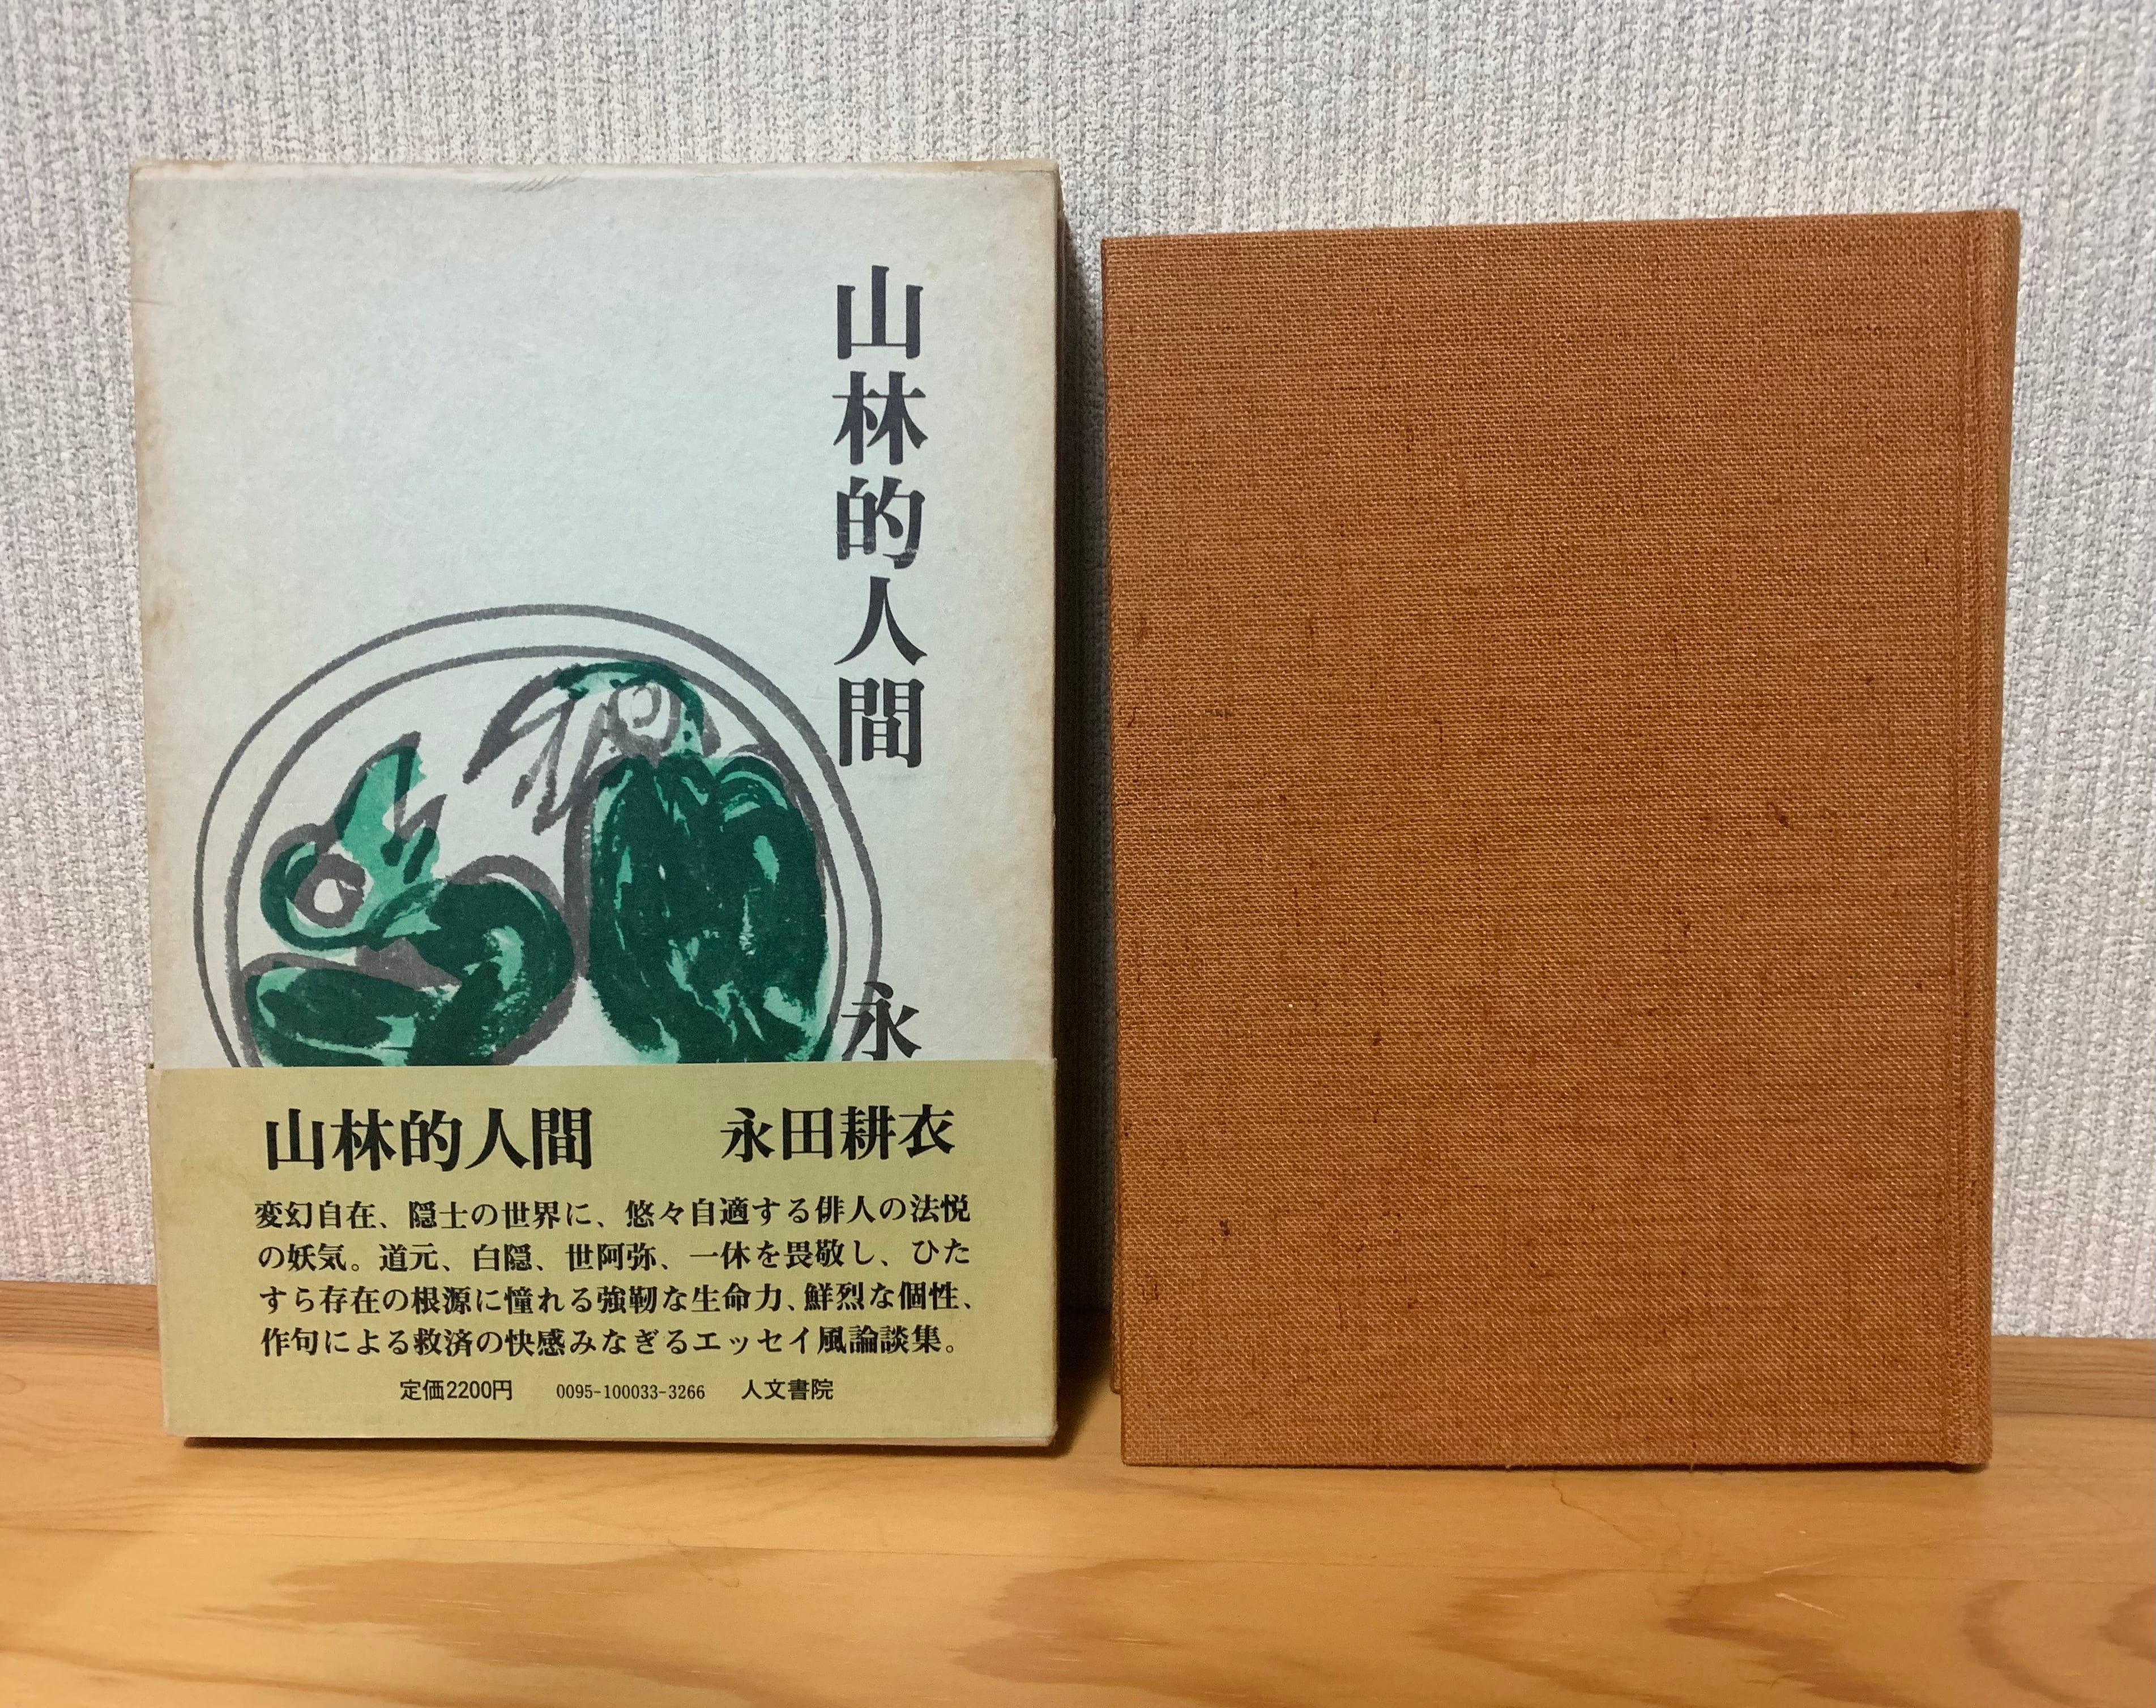 山林的人間
永
山林的人間 永田耕衣
変幻自在、隠士の世界に、悠々自適する俳人の法悦
の妖気。道元、白隠、世阿弥、一休を畏敬し、ひた
すら存在の根源に憧れる強靭な生命力、鮮烈な個性、
作句による救済の快感みなぎるエッセイ風論談集。
定価2200円 0095-100033-3266 人文書院